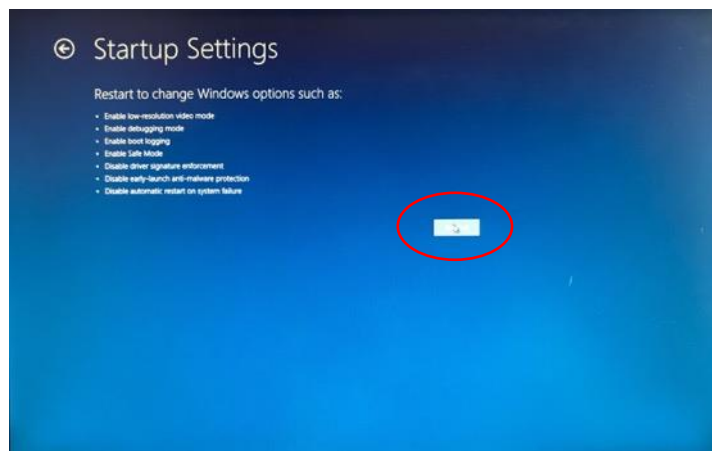 Startup Settings
Restart to change Windows options such as:
Enable low-resolution video mode
Enable debugging mode
Enable boot logging
Enable Safe Mode
Disable driver signature enforcement
Disable early-launch anti-malware protection
Disable automatic restart on system failure